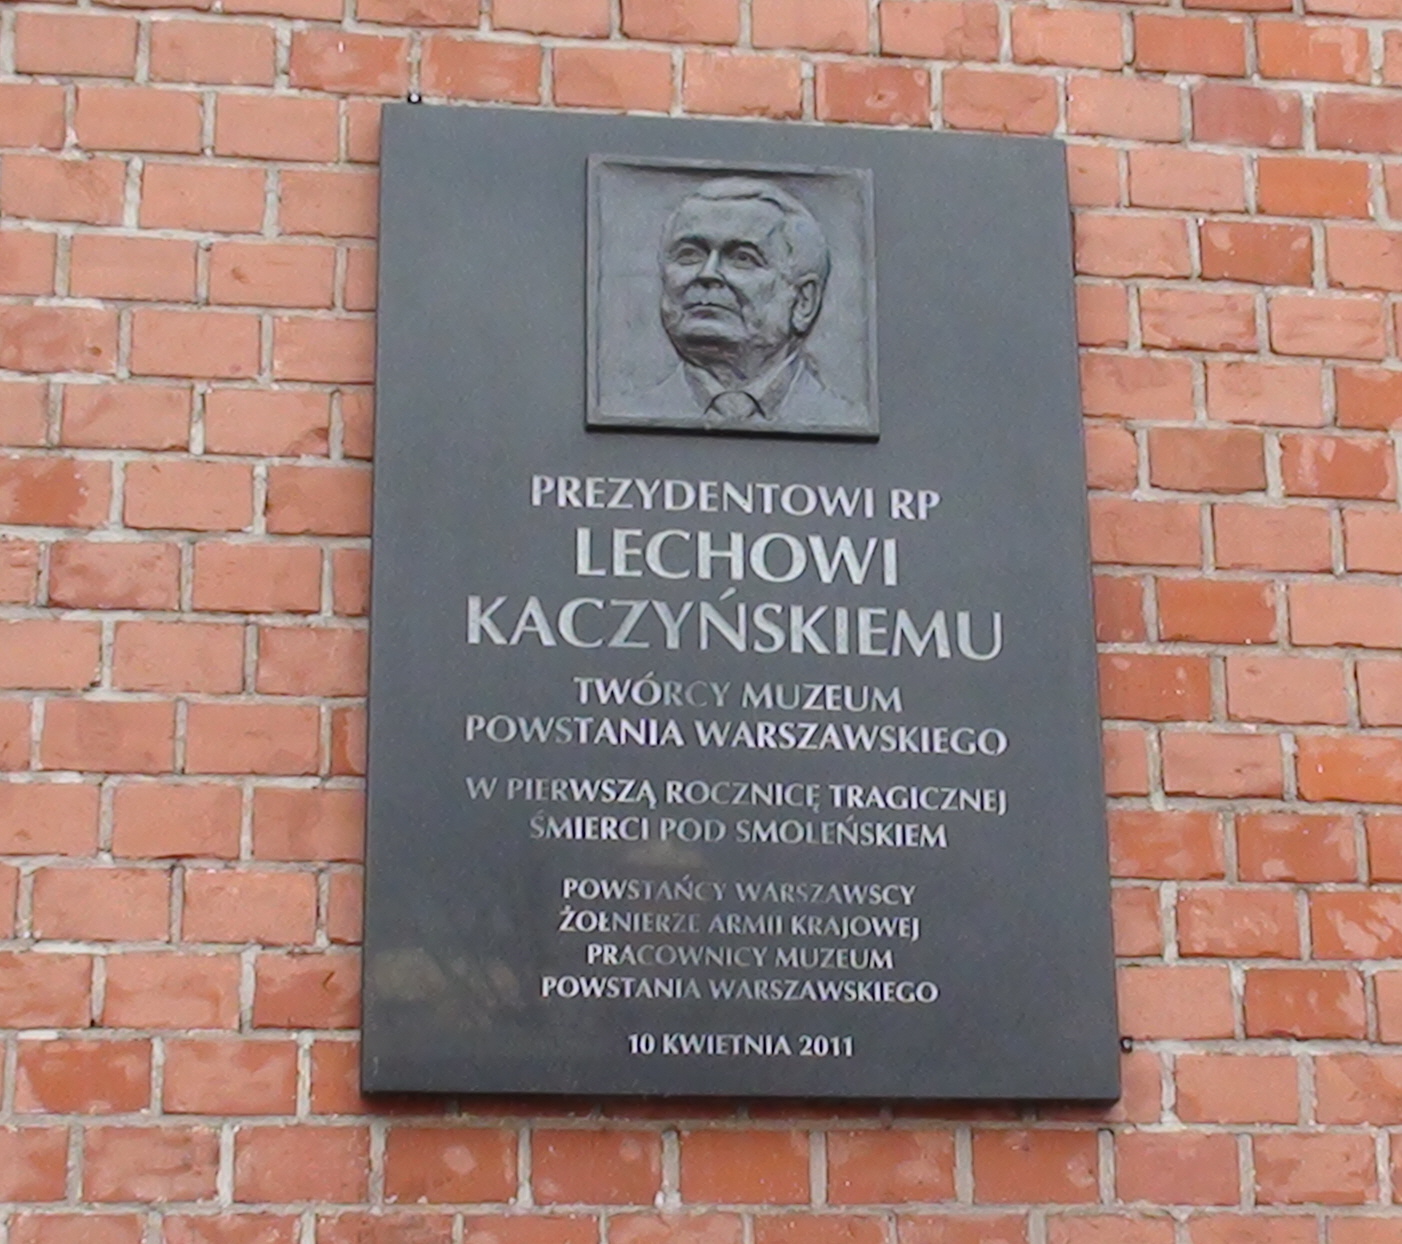 PREZYDENTOWI RP
LECHOWI
KACZYŃSKIEMU
TWÓRCY MUZEUM
POWSTANIA WARSZAWSKIEGO
W PIERWSZĄ ROCZNICĘ TRAGICZNEJ
ŚMIERCI POD SMOLEŃSKIEM
POWSTAŃCY WARSZAWSCY
ŻOŁNIERZE ARMII KRAJOWEJ
PRACOWNICY MUZEUM
POWSTANIA WARSZAWSKIEGO
10 KWIETNIA 2011